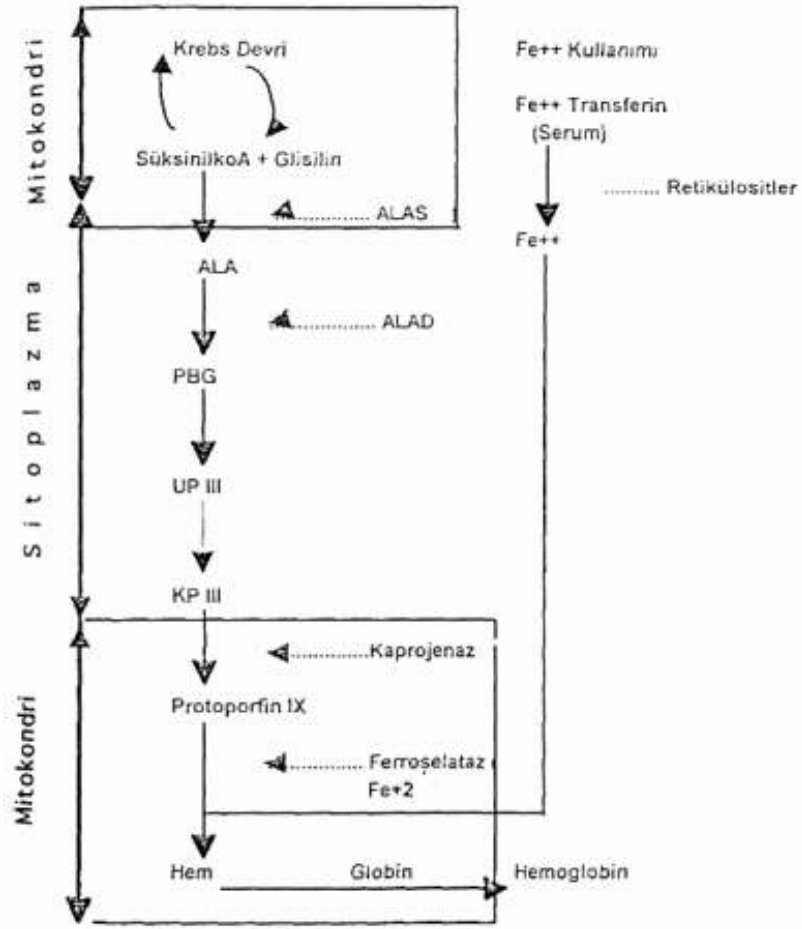 Mitokondri
Krebs Devri
SüksinilkoA + Glisilin
ALAS
Sitoplazma
ALA
ALAD
PBG
UP III
KP III
Mitokondri
Kaprojenaz
Protoporfin IX
Ferroşelataz
Fe+2
Hem
Globin
Hemoglobin
Fe++ Kullanımı
Fe++ Transferin
(Serum)
Retikülositler
Fe++